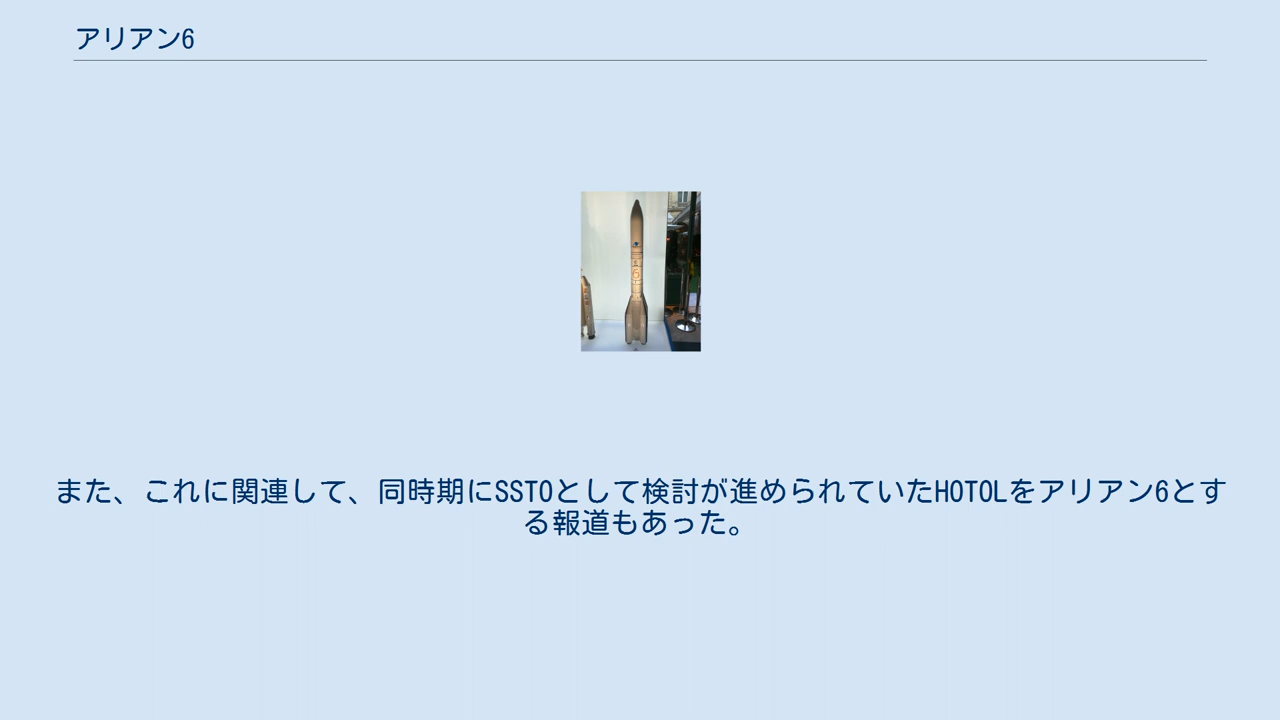 アリアン6
また、これに関連して、同時期にSSTOとして検討が進められていたHOTOLをアリアン6とす
る報道もあった。